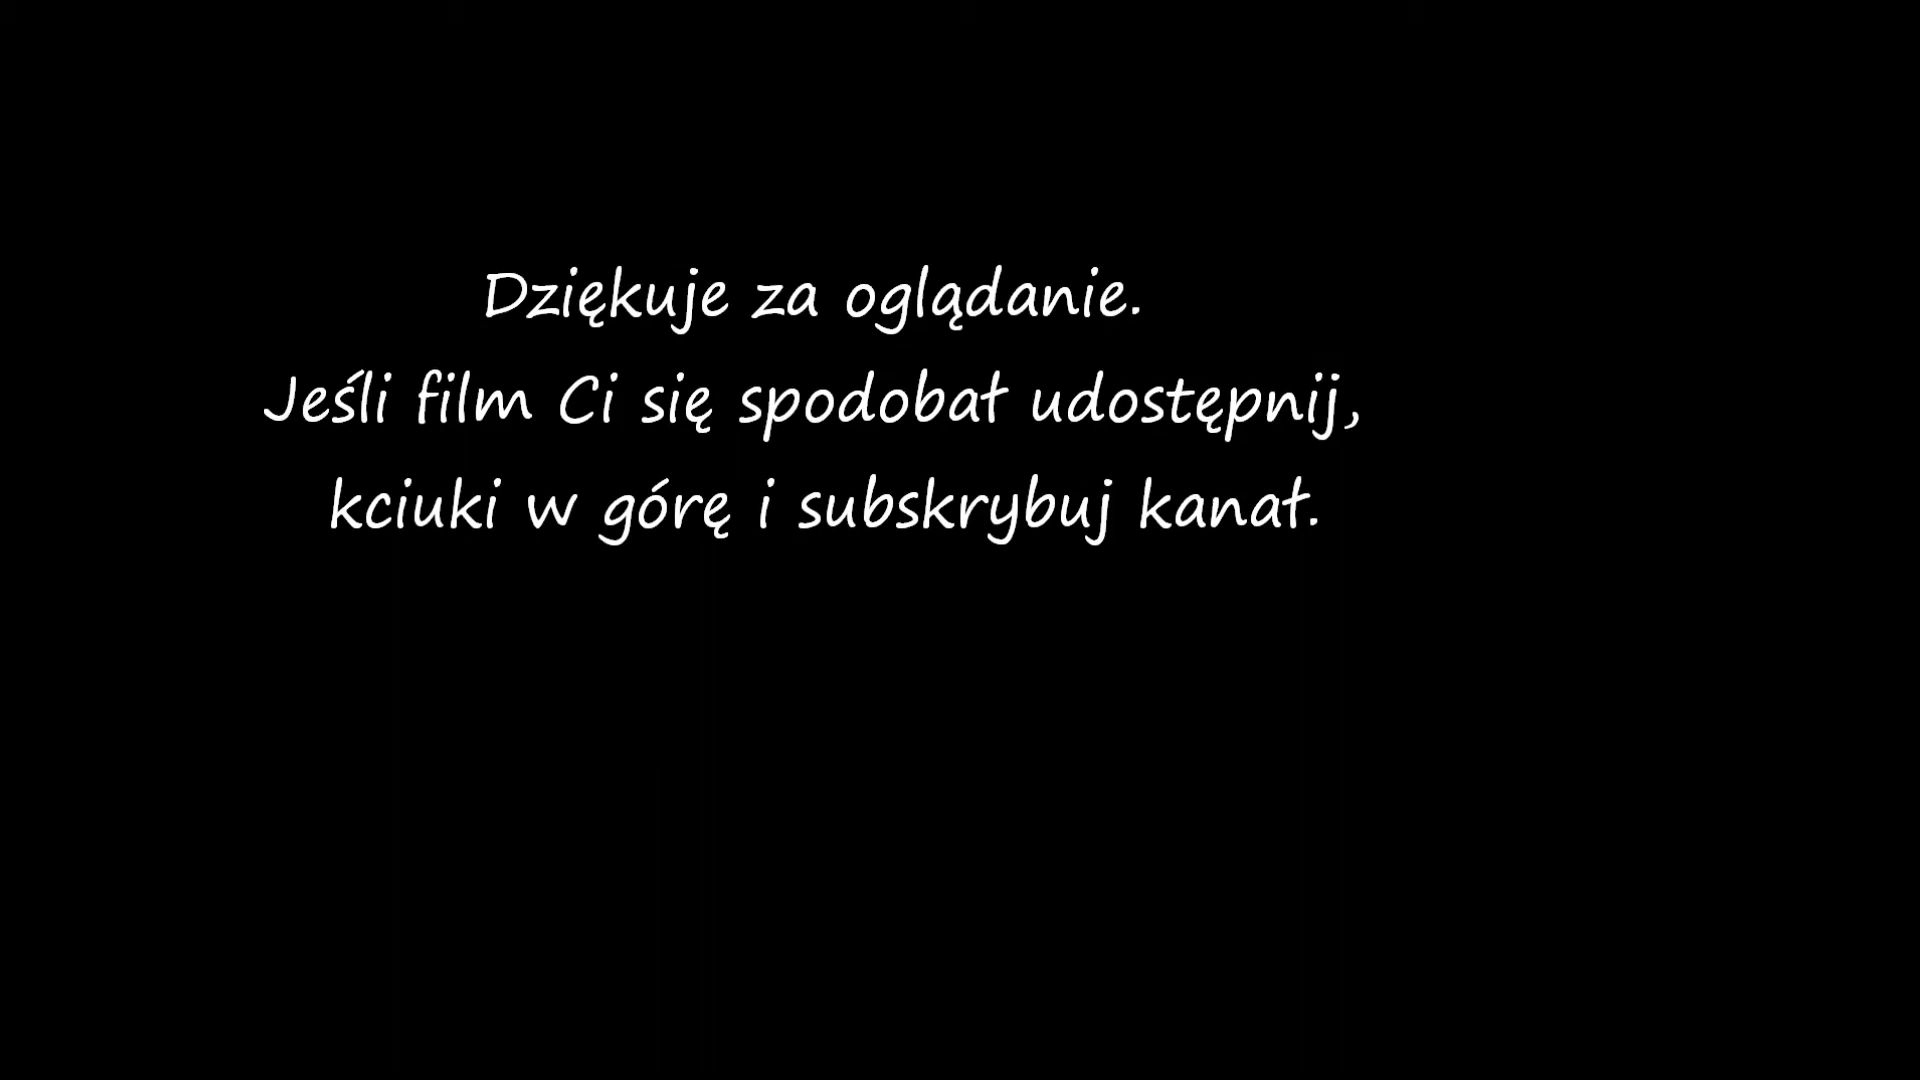 Dziękuje za oglądanie.
Jeśli film Ci się spodobał udostępnij,
kciuki w górę i subskrybuj kanał.